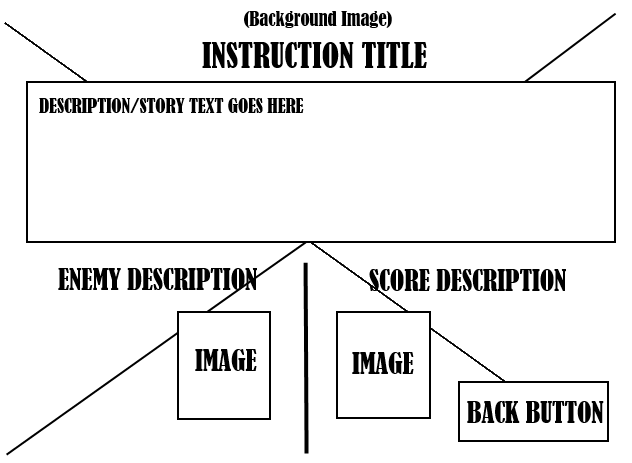 (Background Image)
INSTRUCTION TITLE
DESCRIPTION/STORY TEXT GOES HERE
ENEMY DESCRIPTION
SCORE DESCRIPTION
IMAGE
IMAGE
BACK BUTTON